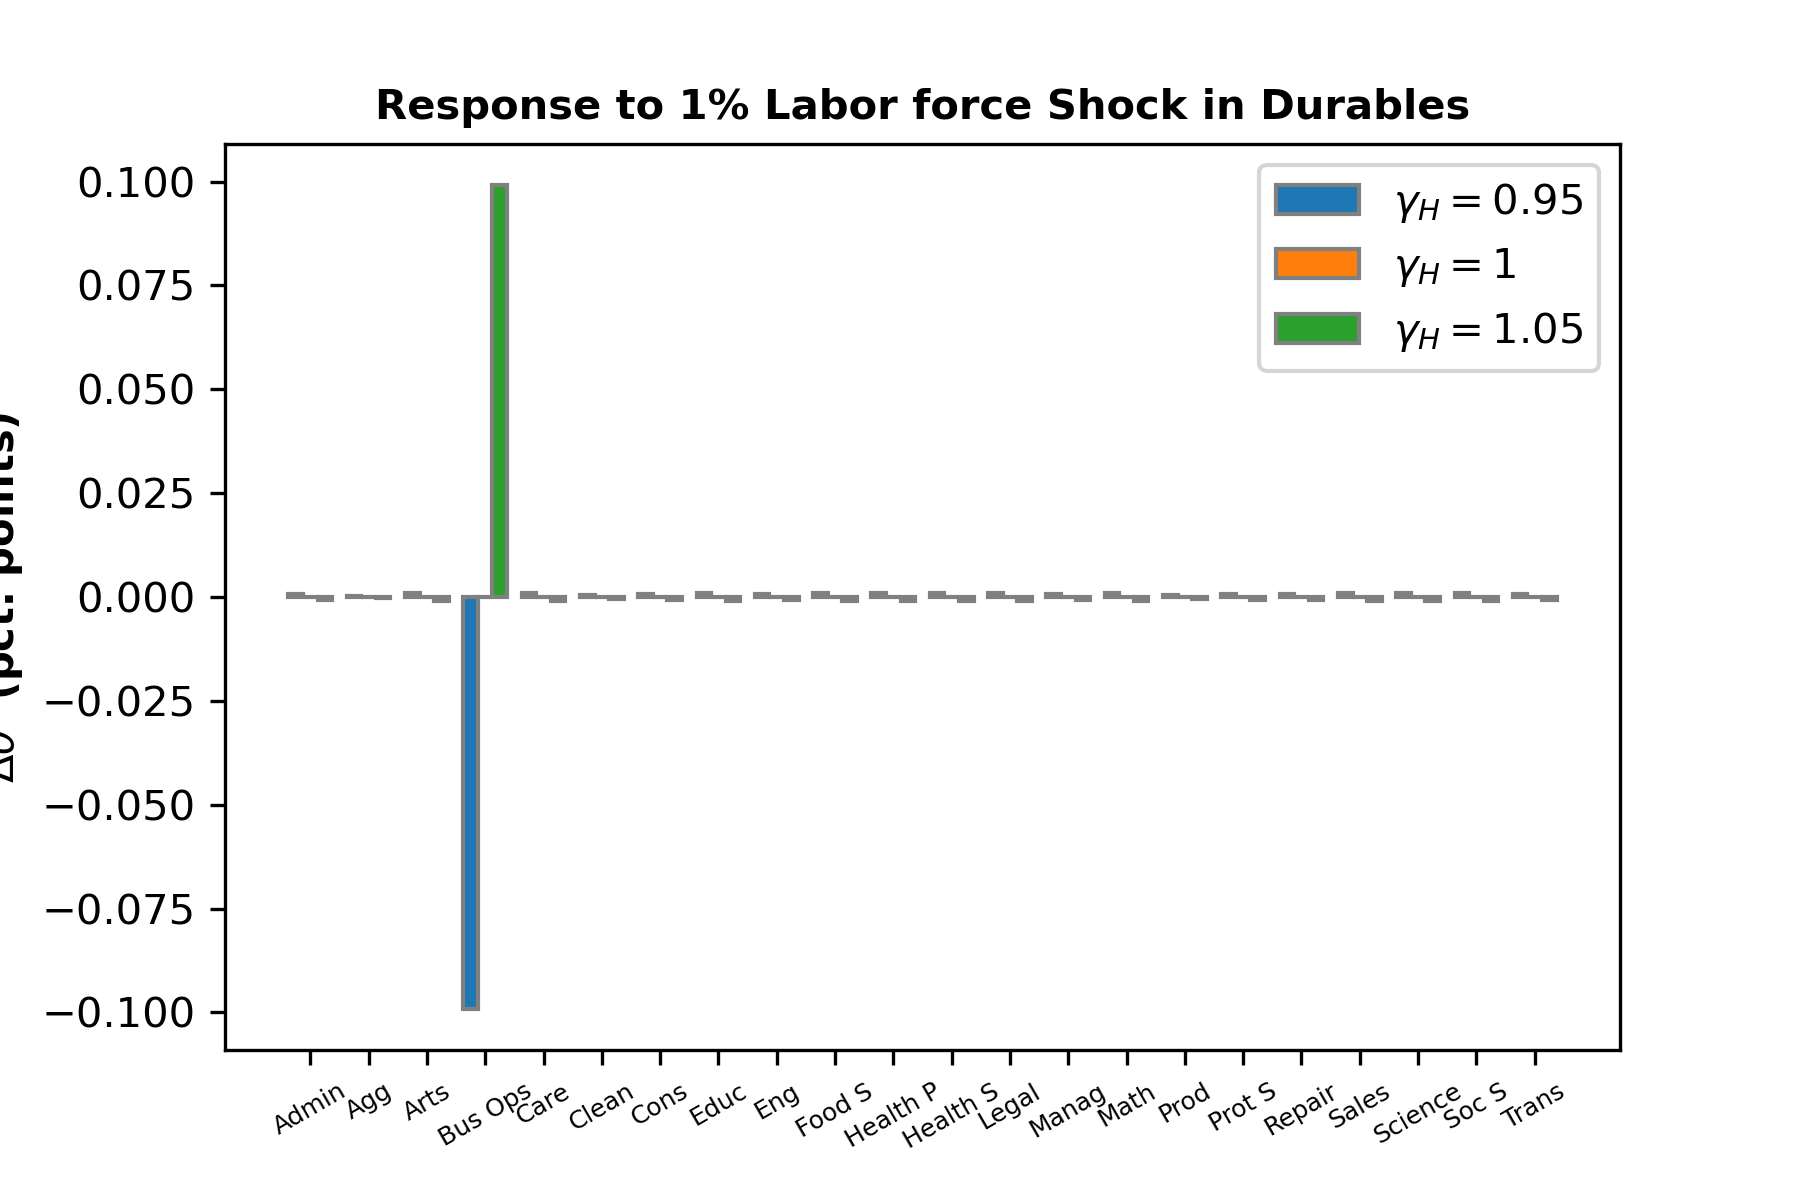 Response to 1% Labor force Shock in Durables
0.100
0.075
0.050
0.025
0.000
−0.025
−0.050
−0.075
−0.100
(pct. points)
γH = 0.95
γH = 1
γH = 1.05
Admin
Agg
Arts
Bus Ops
Care
Clean
Cons
Educ
Eng
Food S
Health P
Health S
Legal
Manag
Math
Prod
Prot S
Repair
Sales
Science
Soc S
Trans